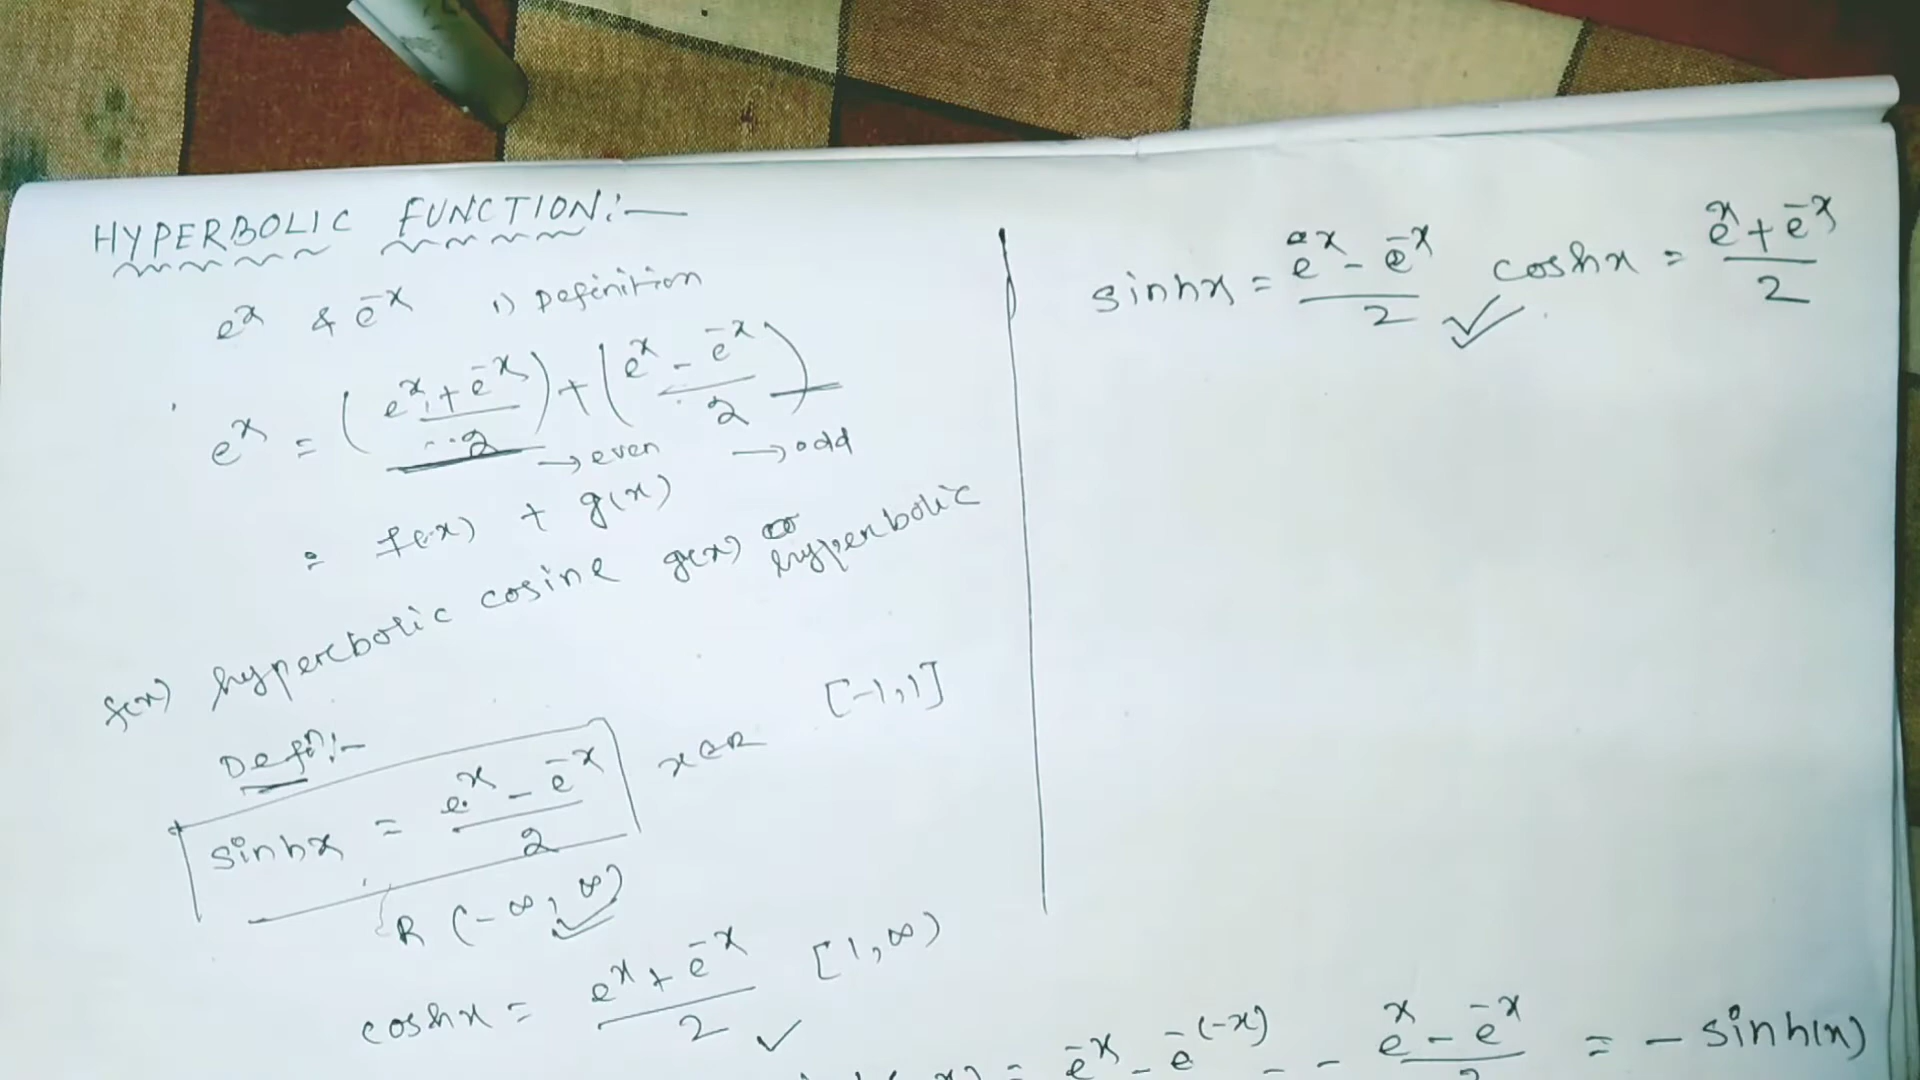 HYPERBOLIC FUNCTION:—
e^x & e^-x 1) Definition
e^x = ((e^x + e^-x)/2) + ((e^x - e^-x)/2)
→ even → odd
= f(x) + g(x)
f(x) hyperbolic cosine g(x) hyperbolic
Defn:-
sinhx = (e^x - e^-x)/2 x∈R [-1,1]
R (-∞, ∞)
coshx = (e^x + e^-x)/2 [1,∞) ✓
sinhx = (e^x - e^-x)/2 ✓ coshx = (e^x + e^-x)/2
= e^-x - e^-(-x) = - (e^x - e^-x)/2 = - sinh(x)